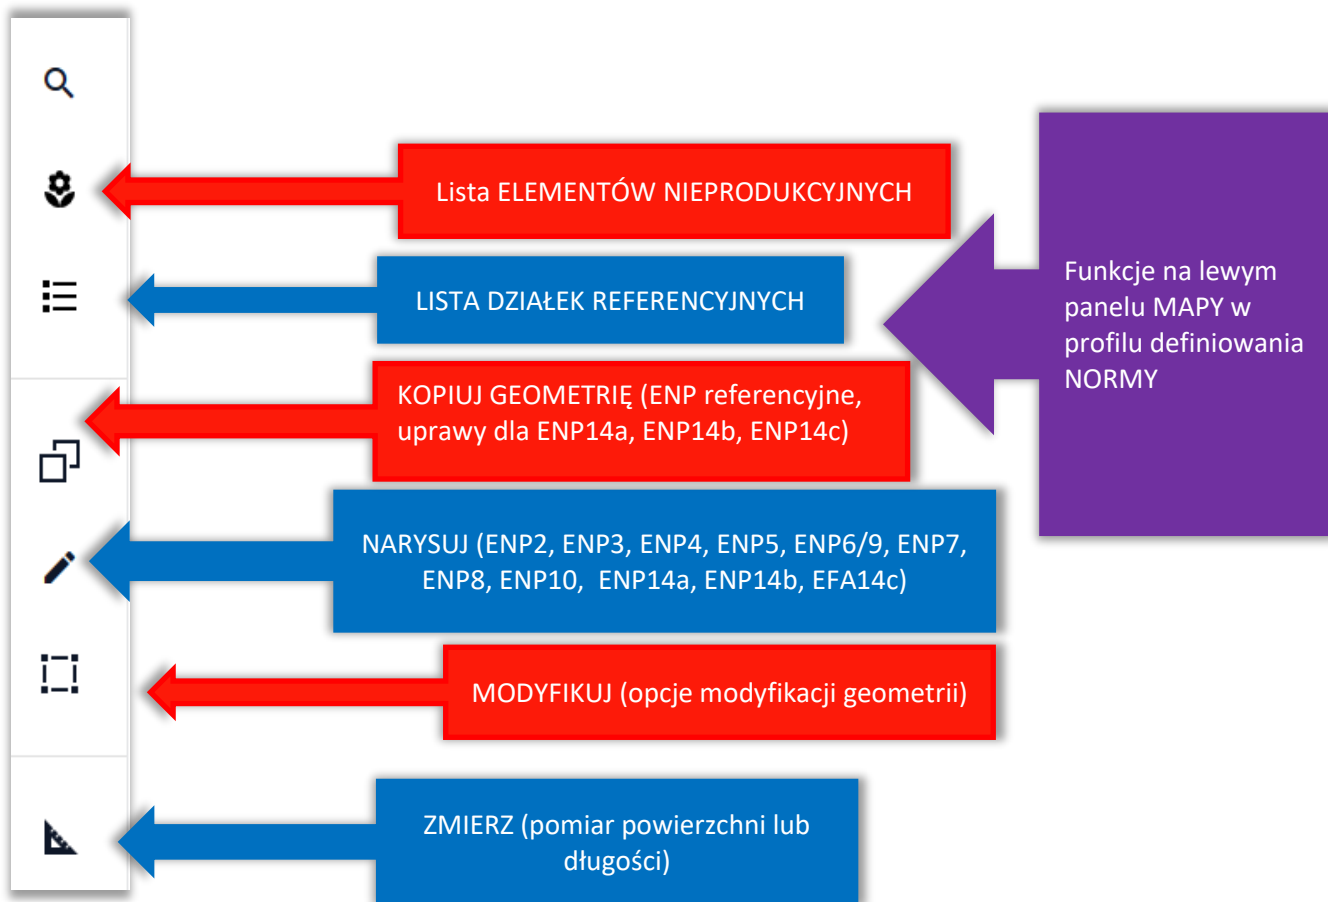 Lista ELEMENTÓW NIEPRODUKCYJNYCH
LISTA DZIAŁEK REFERENCYJNYCH
KOPIUJ GEOMETRIĘ (ENP referencyjne,
uprawy dla ENP14a, ENP14b, ENP14c)
NARYSUJ (ENP2, ENP3, ENP4, ENP5, ENP6/9, ENP7,
ENP8, ENP10, ENP14a, ENP14b, EFA14c)
MODYFIKUJ (opcje modyfikacji geometrii)
ZMIERZ (pomiar powierzchni lub
długości)
Funkcje na lewym
panelu MAPY w
profilu definiowania
NORMY